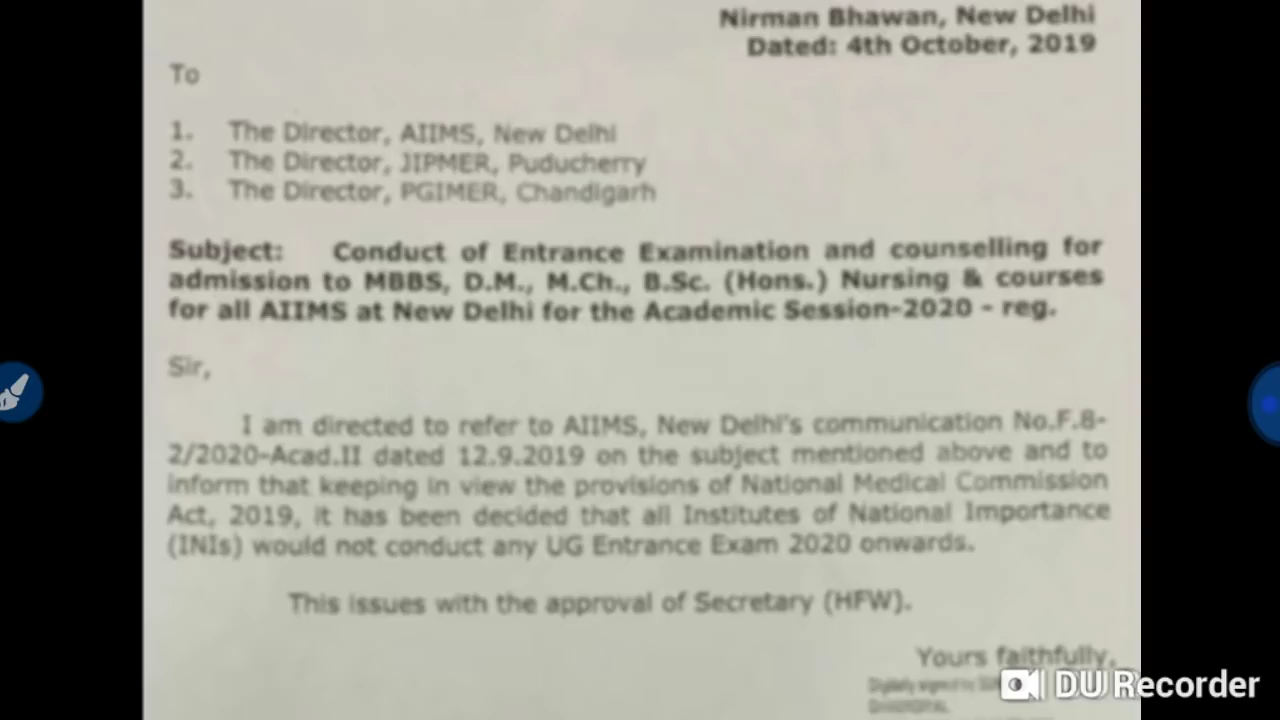 Nirman Bhawan, New Delhi
Dated: 4th October, 2019
To
1. The Director, AIIMS, New Delhi
2. The Director, JIPMER, Puducherry
3. The Director, PGIMER, Chandigarh
Subject: Conduct of Entrance Examination and counselling for
admission to MBBS, D.M., M.Ch., B.Sc. (Hons.) Nursing & courses
for all AIIMS at New Delhi for the Academic Session-2020 - reg.
Sir,
I am directed to refer to AIIMS, New Delhi's communication No.F.8-
2/2020-Acad.II dated 12.9.2019 on the subject mentioned above and to
inform that keeping in view the provisions of National Medical Commission
Act, 2019, it has been decided that all Institutes of National Importance
(INIs) would not conduct any UG Entrance Exam 2020 onwards.
This issues with the approval of Secretary (HFW).
Yours faithfully,
Digitally signed by
DU Recorder